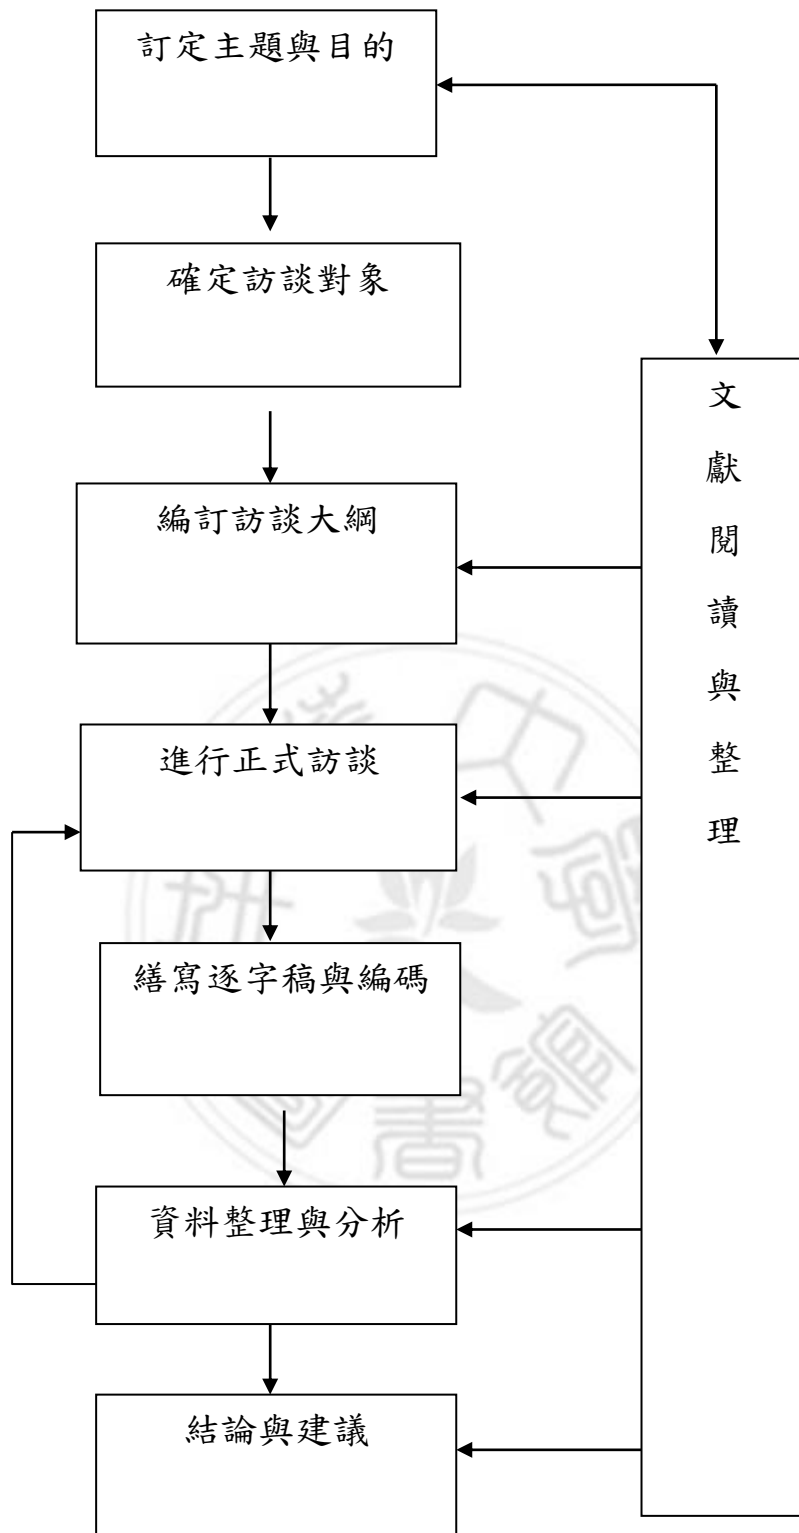 訂定主題與目的
確定訪談對象
編訂訪談大綱
進行正式訪談
繕寫逐字稿與編碼
資料整理與分析
結論與建議
文獻閱讀與整理